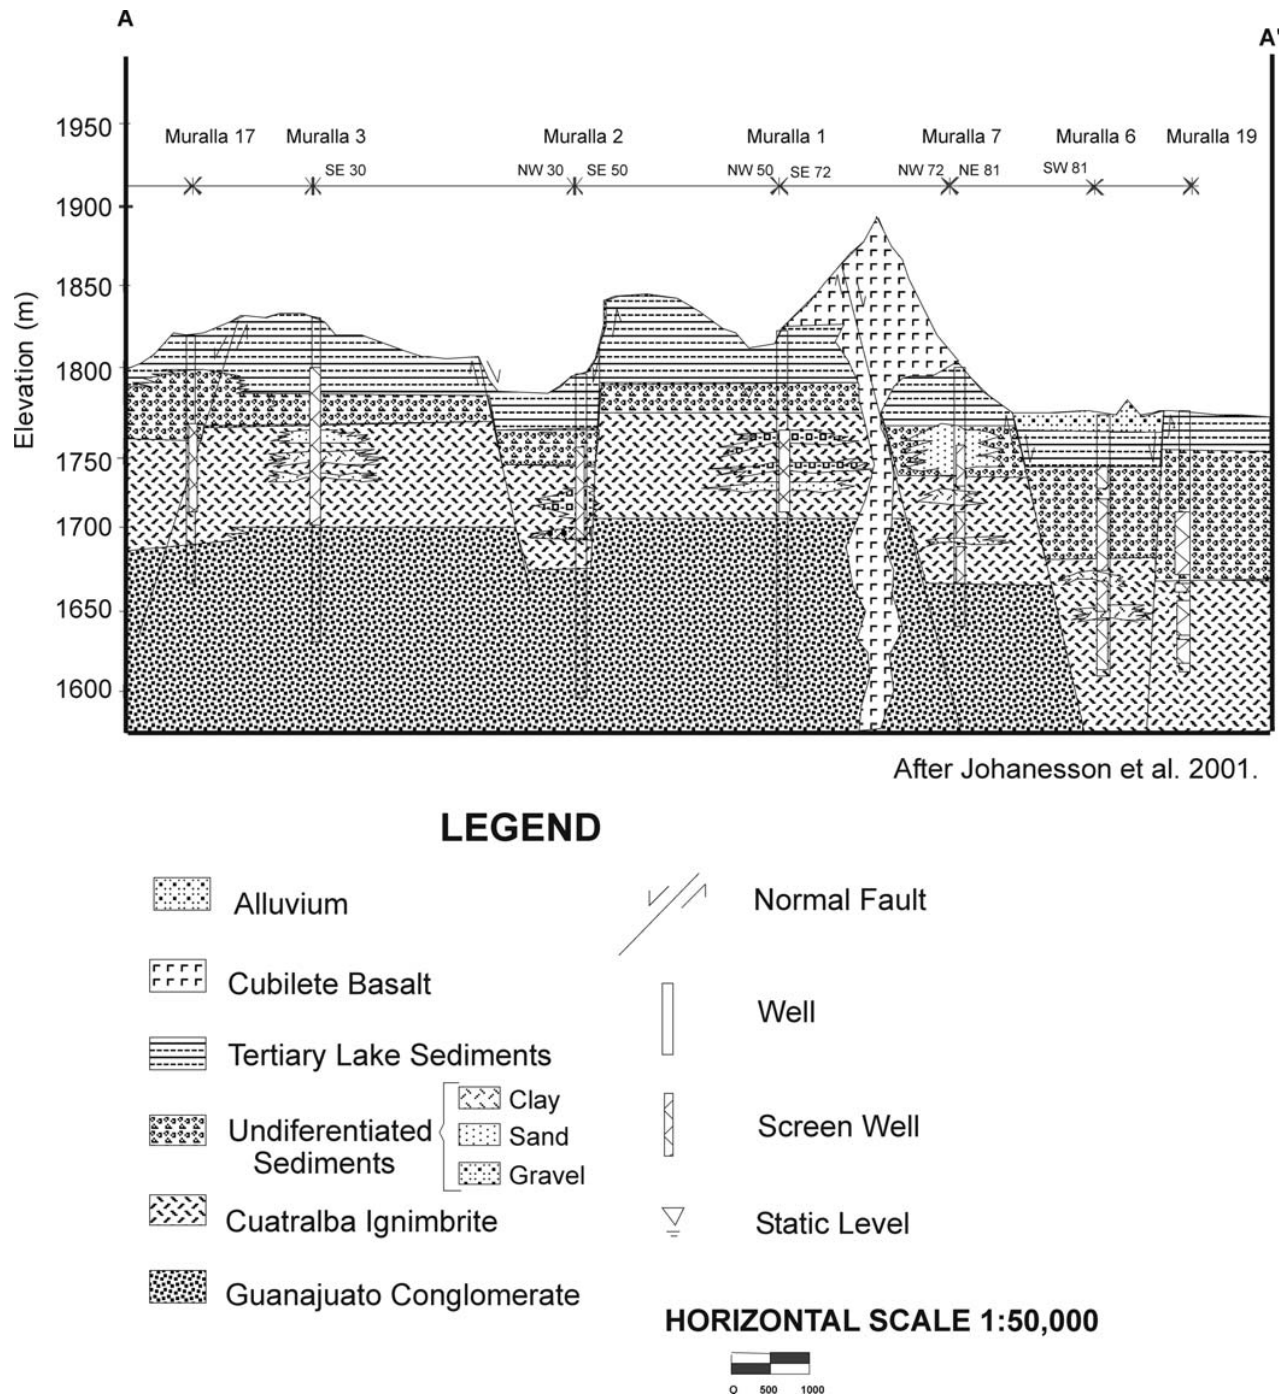 A
A'
1950
Muralla 17
Muralla 3
Muralla 2
Muralla 1
Muralla 7
Muralla 6
Muralla 19
SE 30
NW 30
SE 50
NW 50
SE 72
NW 72
NE 81
SW 81
1900
1850
1800
1750
1700
1650
1600
Elevation (m)
After Johanesson et al. 2001.
LEGEND
Alluvium
Cubilete Basalt
Tertiary Lake Sediments
Undiferentiated
Sediments
Clay
Sand
Gravel
Cuatralba Ignimbrite
Guanajuato Conglomerate
Normal Fault
Well
Screen Well
Static Level
HORIZONTAL SCALE 1:50,000
0 500 1000